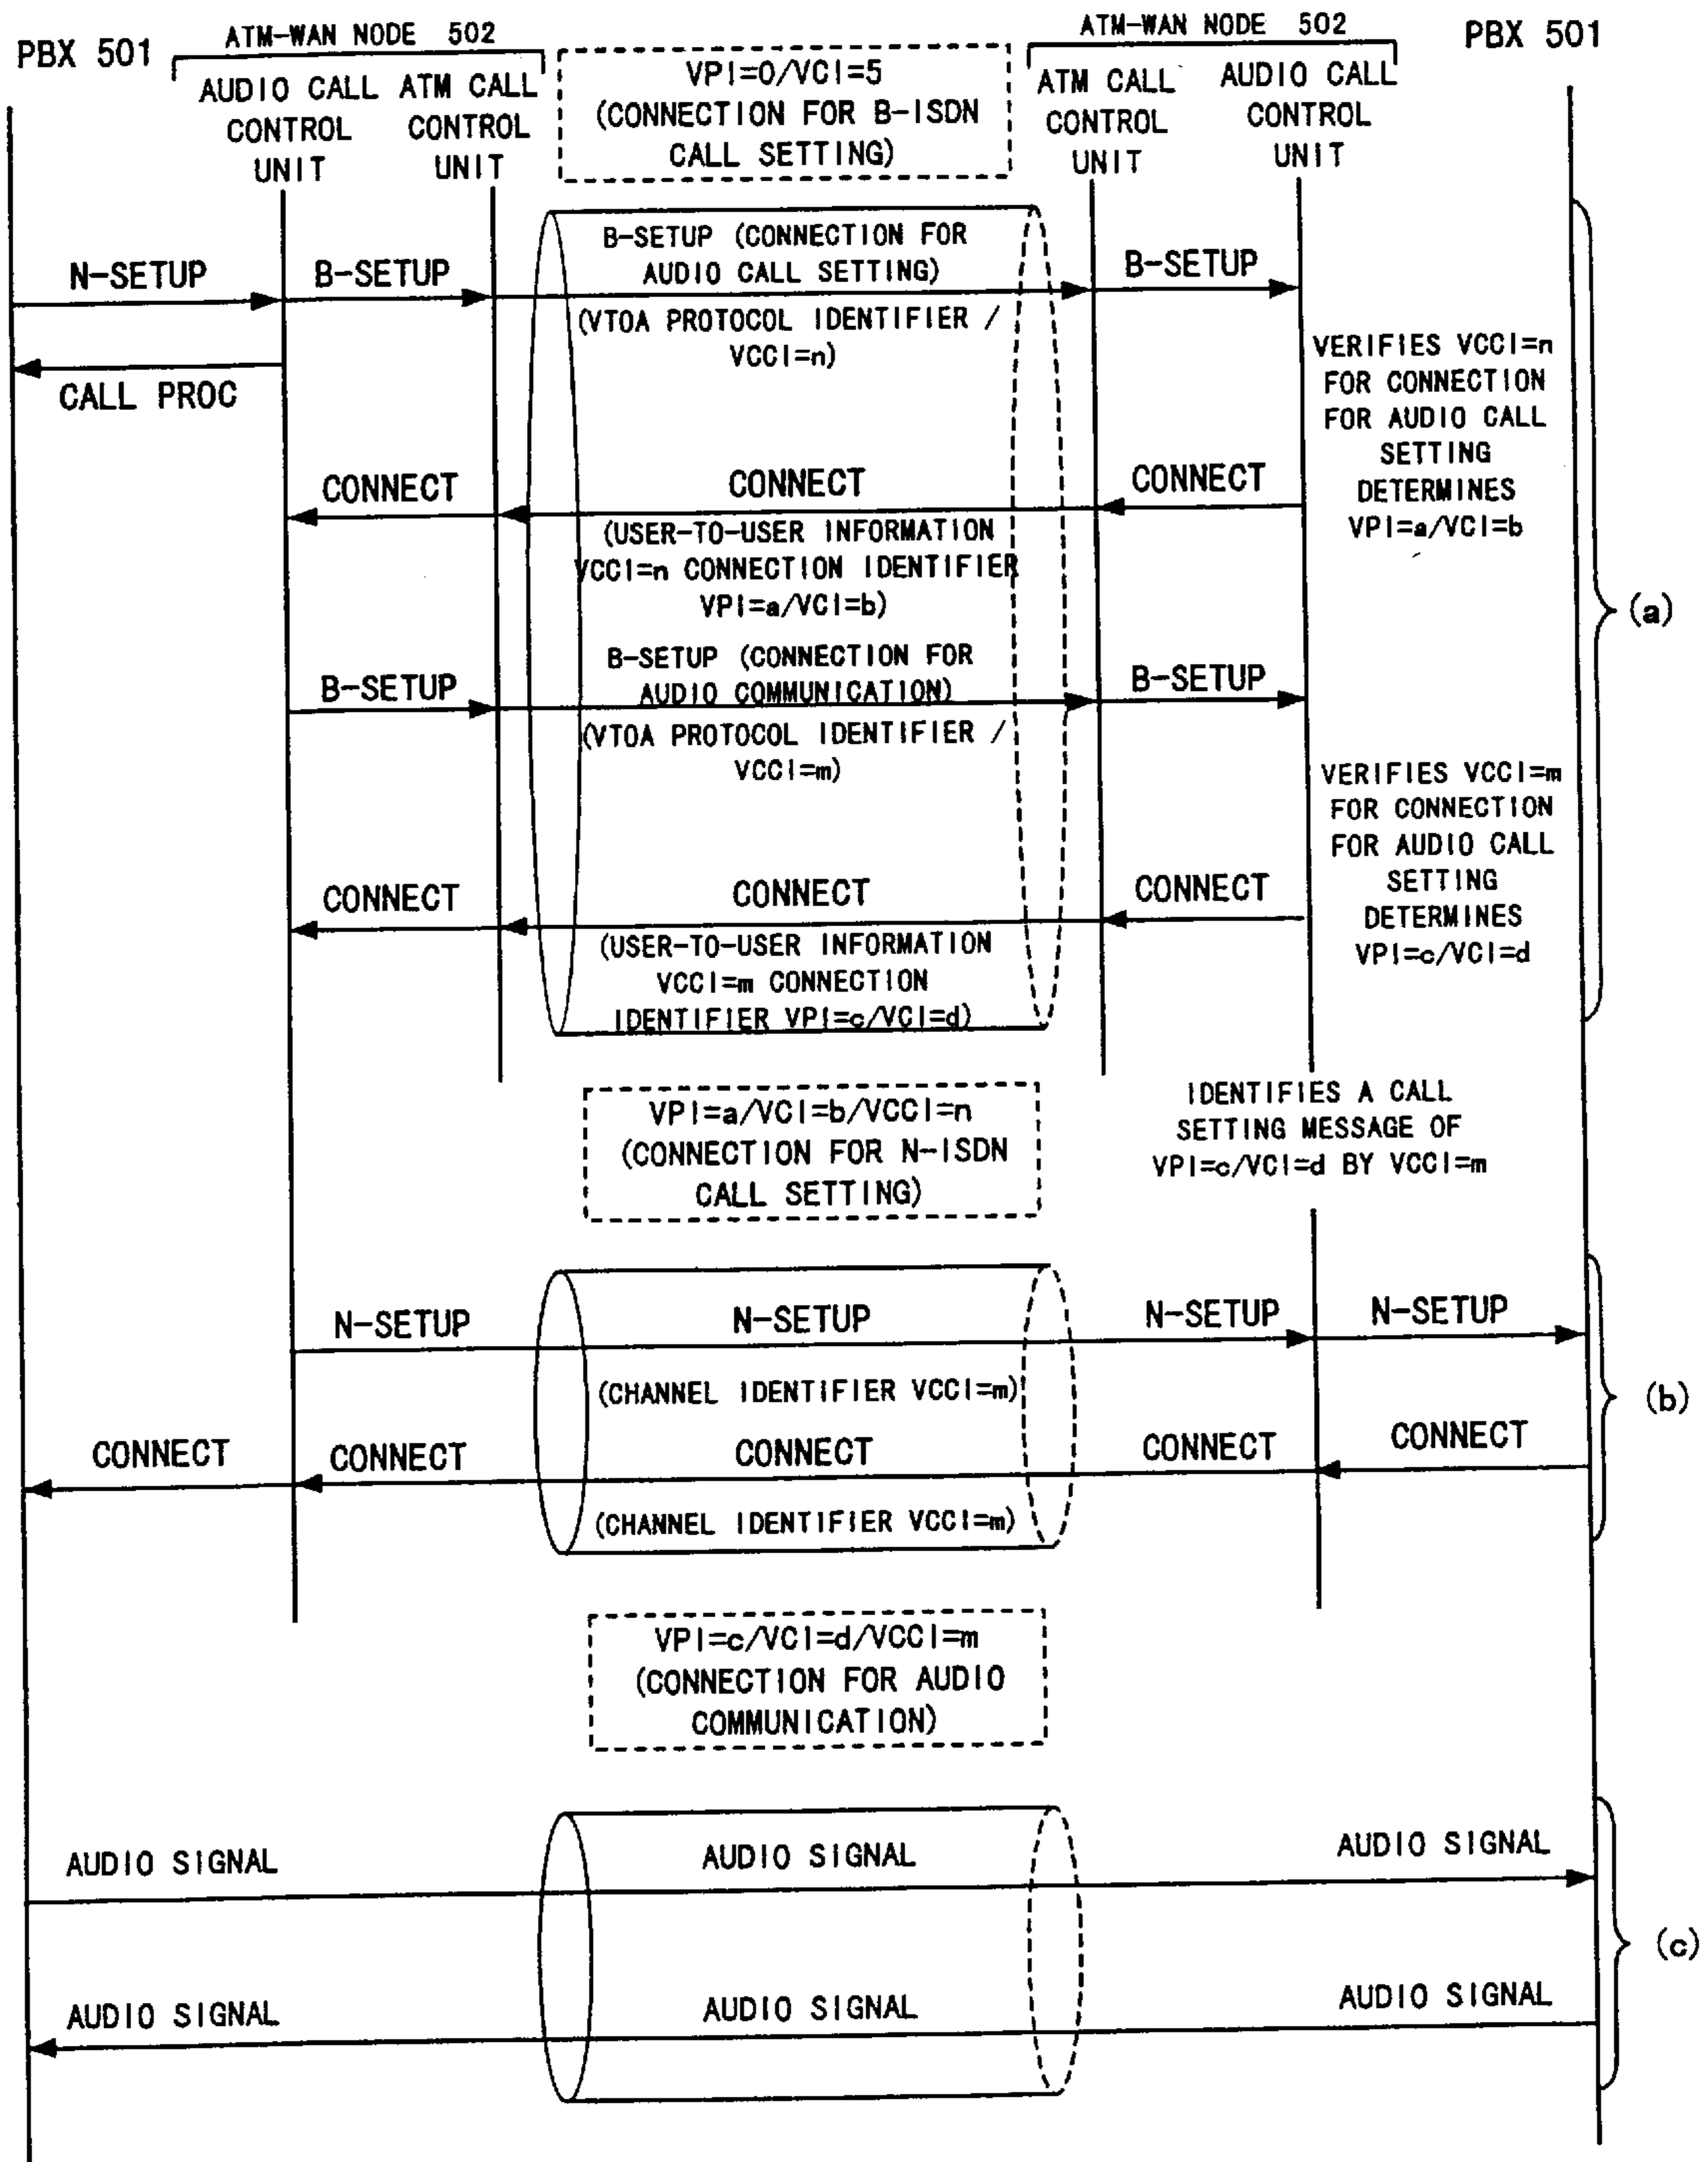 PBX 501
ATM-WAN NODE 502
AUDIO CALL
CONTROL
UNIT
ATM CALL
CONTROL
UNIT
VPI=0/VCI=5
(CONNECTION FOR B-ISDN
CALL SETTING)
ATM-WAN NODE 502
ATM CALL
CONTROL
UNIT
AUDIO CALL
CONTROL
UNIT
PBX 501
N-SETUP
B-SETUP
B-SETUP (CONNECTION FOR
AUDIO CALL SETTING)
(VTOA PROTOCOL IDENTIFIER /
VCCI=n)
B-SETUP
CALL PROC
VERIFIES VCCI=n
FOR CONNECTION
FOR AUDIO CALL
SETTING
DETERMINES
VPI=a/VCI=b
CONNECT
CONNECT
(USER-TO-USER INFORMATION
VCCI=n CONNECTION IDENTIFIER
VPI=a/VCI=b)
CONNECT
(a)
B-SETUP
B-SETUP (CONNECTION FOR
AUDIO COMMUNICATION)
(VTOA PROTOCOL IDENTIFIER /
VCCI=m)
B-SETUP
VERIFIES VCCI=m
FOR CONNECTION
FOR AUDIO CALL
SETTING
DETERMINES
VPI=c/VCI=d
CONNECT
CONNECT
(USER-TO-USER INFORMATION
VCCI=m CONNECTION
IDENTIFIER VPI=c/VCI=d)
CONNECT
VPI=a/VCI=b/VCCI=n
(CONNECTION FOR N-ISDN
CALL SETTING)
IDENTIFIES A CALL
SETTING MESSAGE OF
VPI=c/VCI=d BY VCCI=m
N-SETUP
N-SETUP
(CHANNEL IDENTIFIER VCCI=m)
N-SETUP
N-SETUP
(b)
CONNECT
CONNECT
CONNECT
(CHANNEL IDENTIFIER VCCI=m)
CONNECT
CONNECT
VPI=c/VCI=d/VCCI=m
(CONNECTION FOR AUDIO
COMMUNICATION)
AUDIO SIGNAL
AUDIO SIGNAL
AUDIO SIGNAL
(c)
AUDIO SIGNAL
AUDIO SIGNAL
AUDIO SIGNAL